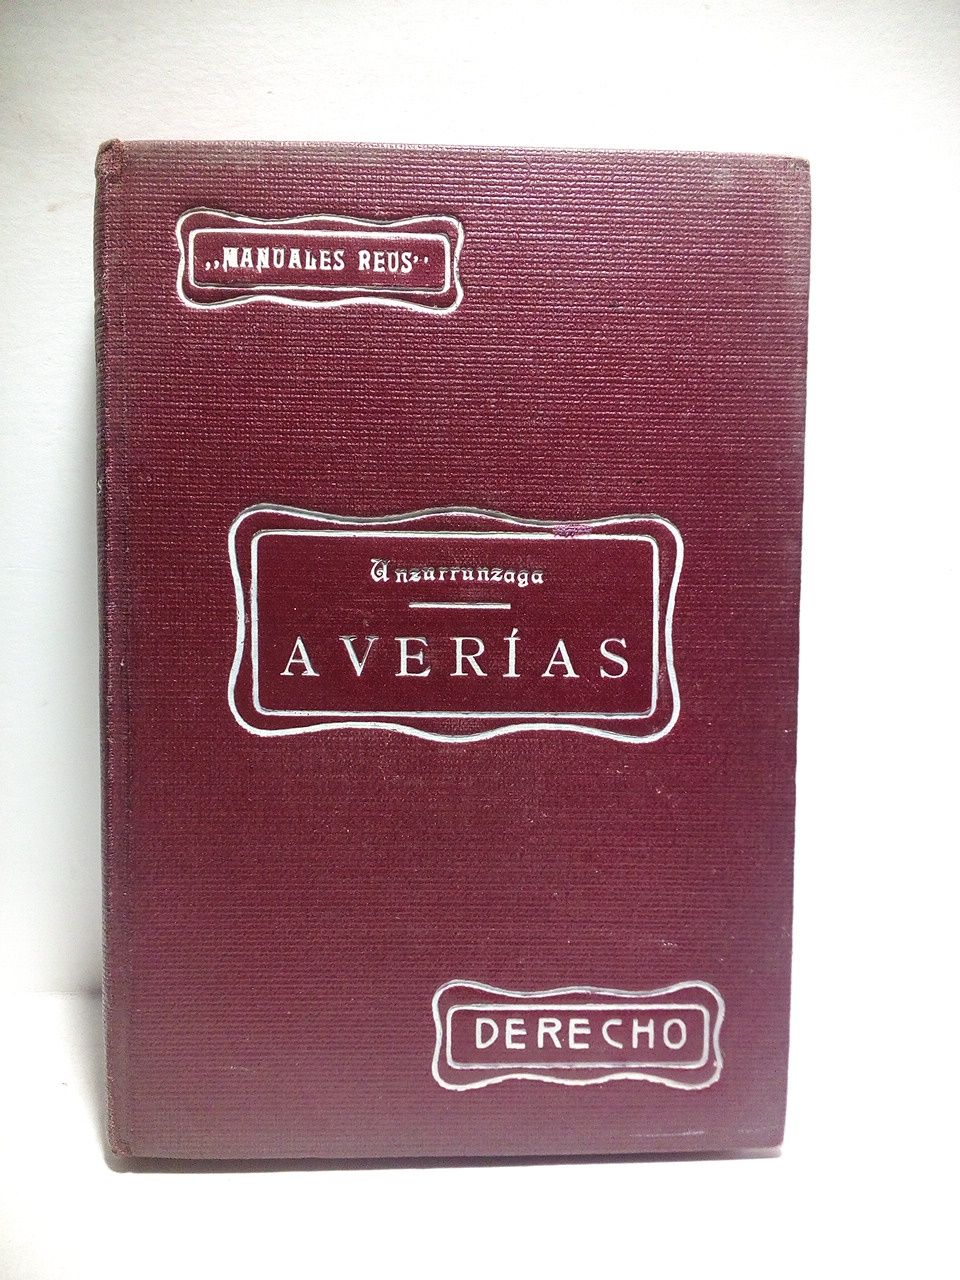 „MANUALES REUS"
Unzurrunzaga
AVERÍAS
DERECHO